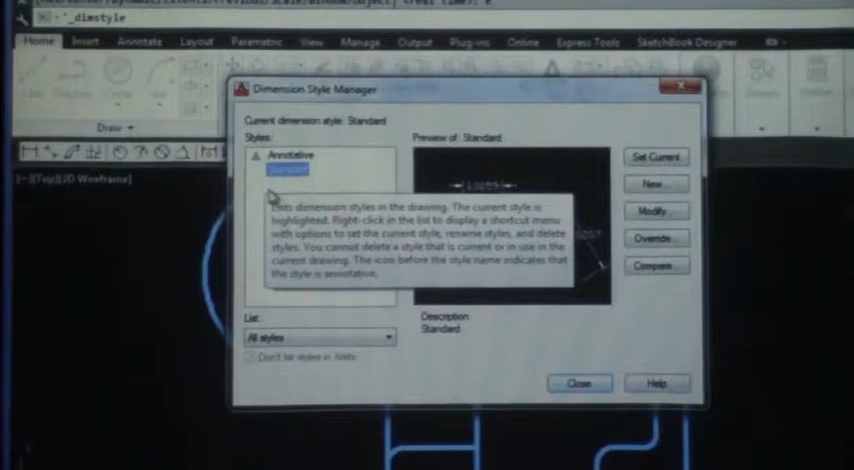 '_dimstyle
Home Insert Annotate Layout Parametric View Manage Output Plug-ins Online Express Tools SketchBook Designer
Draw
[-][Top][2D Wireframe]
Dimension Style Manager
Current dimension style: Standard
Styles:
Annotative
Standard
Preview of: Standard
Lists dimension styles in the drawing. The current style is
highlighted. Right-click in the list to display a shortcut menu
with options to set the current style, rename styles, and delete
styles. You cannot delete a style that is current or in use in the
current drawing. The icon before the style name indicates that
the style is annotative.
Set Current
New...
Modify...
Override...
Compare...
List:
All styles
Don't list styles in Xrefs
Description
Standard
Close
Help